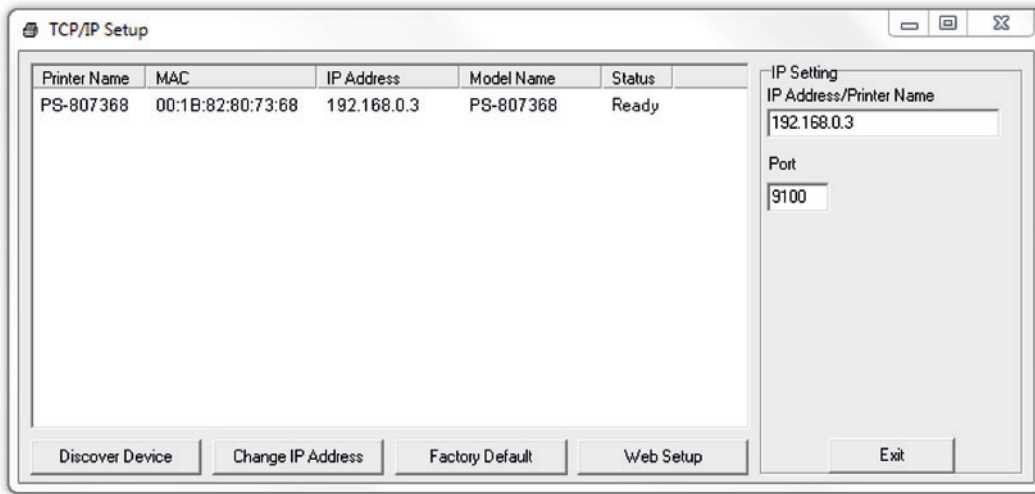 TCP/IP Setup
Printer Name MAC IP Address Model Name Status
PS-807368 00:1B:82:80:73:68 192.168.0.3 PS-807368 Ready
IP Setting
IP Address/Printer Name
192.168.0.3
Port
9100
Discover Device Change IP Address Factory Default Web Setup Exit